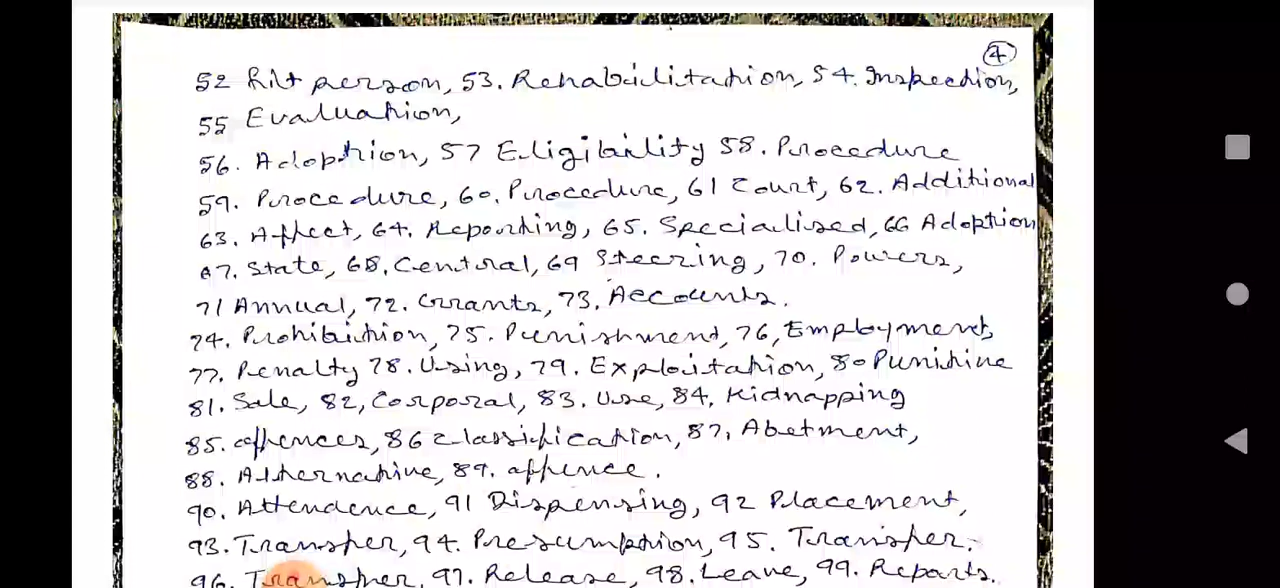 4
52 Fit person, 53. Rehabilitation, 54. Inspection,
55 Evaluation,
56. Adoption, 57 Eligibility 58. Procedure
59. Procedure, 60. Procedure, 61 Court, 62. Additional
63. Affect, 64. Reporting, 65. Specialised, 66 Adoption
67. State, 68. Central, 69 Steering, 70. Powers,
71 Annual, 72. Grants, 73. Accounts.
74. Prohibition, 75. Punishment, 76, Employment,
77. Penalty 78. Using, 79. Exploitation, 80 Punitine
81. Sale, 82, Corporal, 83. Use, 84. Kidnapping
85. offences, 86 Classification, 87, Abetment,
88. Alternative, 89. offence.
90. Attendence, 91 Dispensing, 92 Placement,
93. Transfer, 94. Presumption, 95. Transfer.
96. Transfer, 97. Release, 98. Leave, 99. Reports.